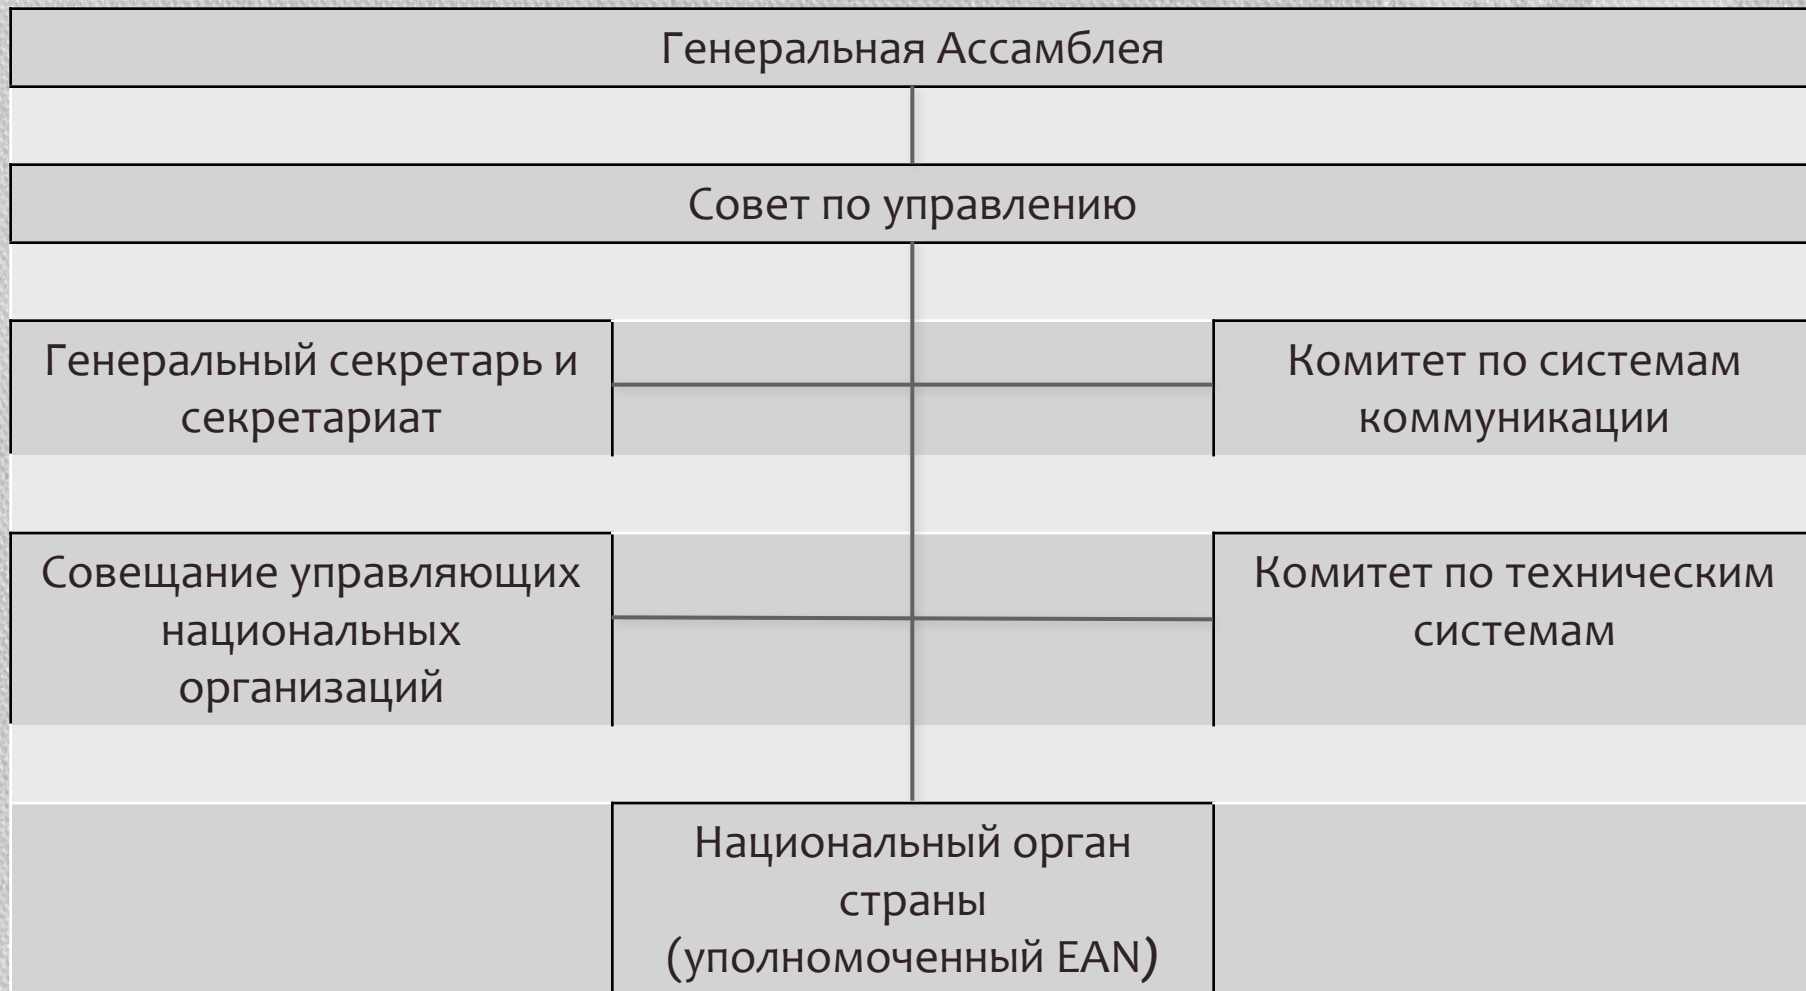 Генеральная Ассамблея
Совет по управлению
Генеральный секретарь и
секретариат
Комитет по системам
коммуникации
Совещание управляющих
национальных
организаций
Комитет по техническим
системам
Национальный орган
страны
(уполномоченный EAN)